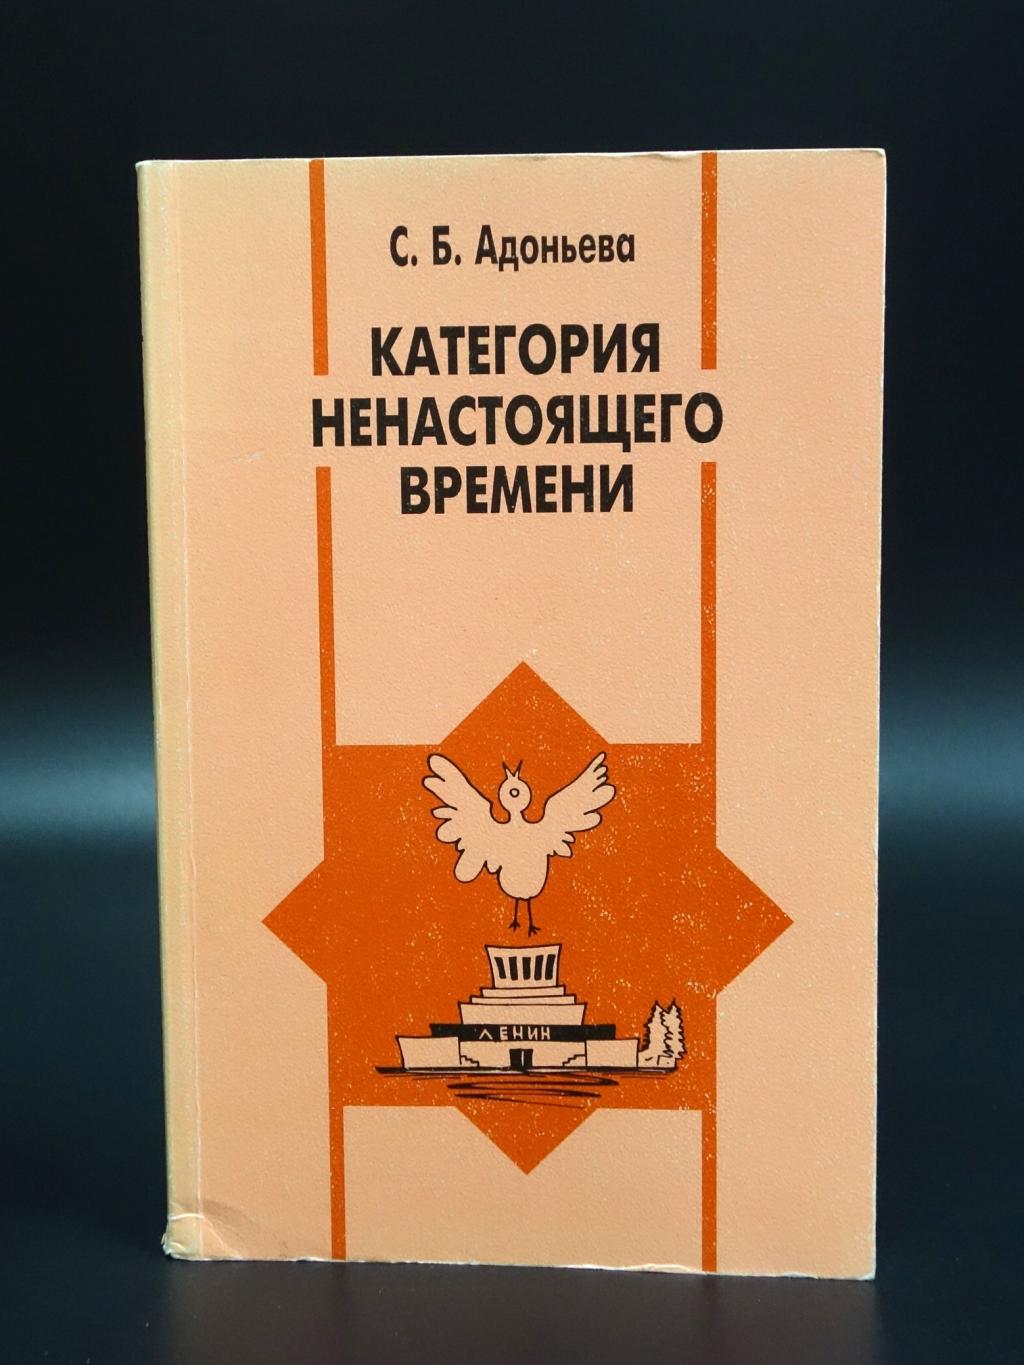 С. Б. Адоньева
КАТЕГОРИЯ
НЕНАСТОЯЩЕГО
ВРЕМЕНИ
ЛЕНИН